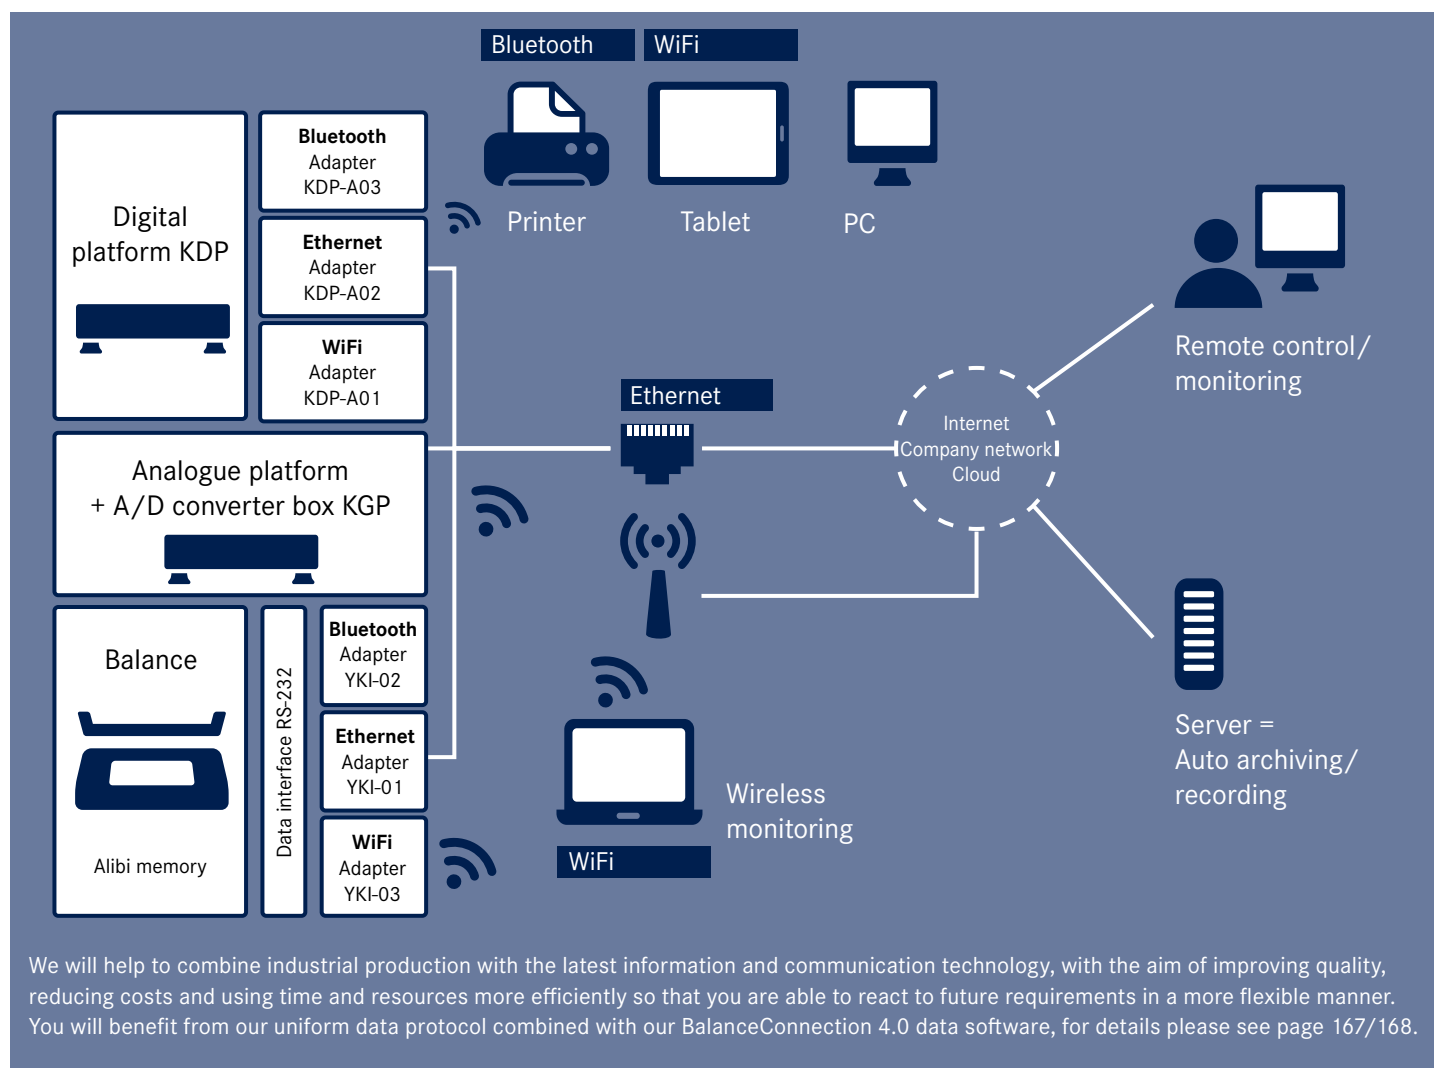 Bluetooth
WiFi
Printer
Tablet
PC
Digital
platform KDP
Bluetooth
Adapter
KDP-A03
Ethernet
Adapter
KDP-A02
WiFi
Adapter
KDP-A01
Analogue platform
+ A/D converter box KGP
Balance
Alibi memory
Data interface RS-232
Bluetooth
Adapter
YKI-02
Ethernet
Adapter
YKI-01
WiFi
Adapter
YKI-03
Ethernet
Wireless
monitoring
WiFi
Internet
Company network
Cloud
Remote control/
monitoring
Server =
Auto archiving/
recording
We will help to combine industrial production with the latest information and communication technology, with the aim of improving quality,
reducing costs and using time and resources more efficiently so that you are able to react to future requirements in a more flexible manner.
You will benefit from our uniform data protocol combined with our BalanceConnection 4.0 data software, for details please see page 167/168.